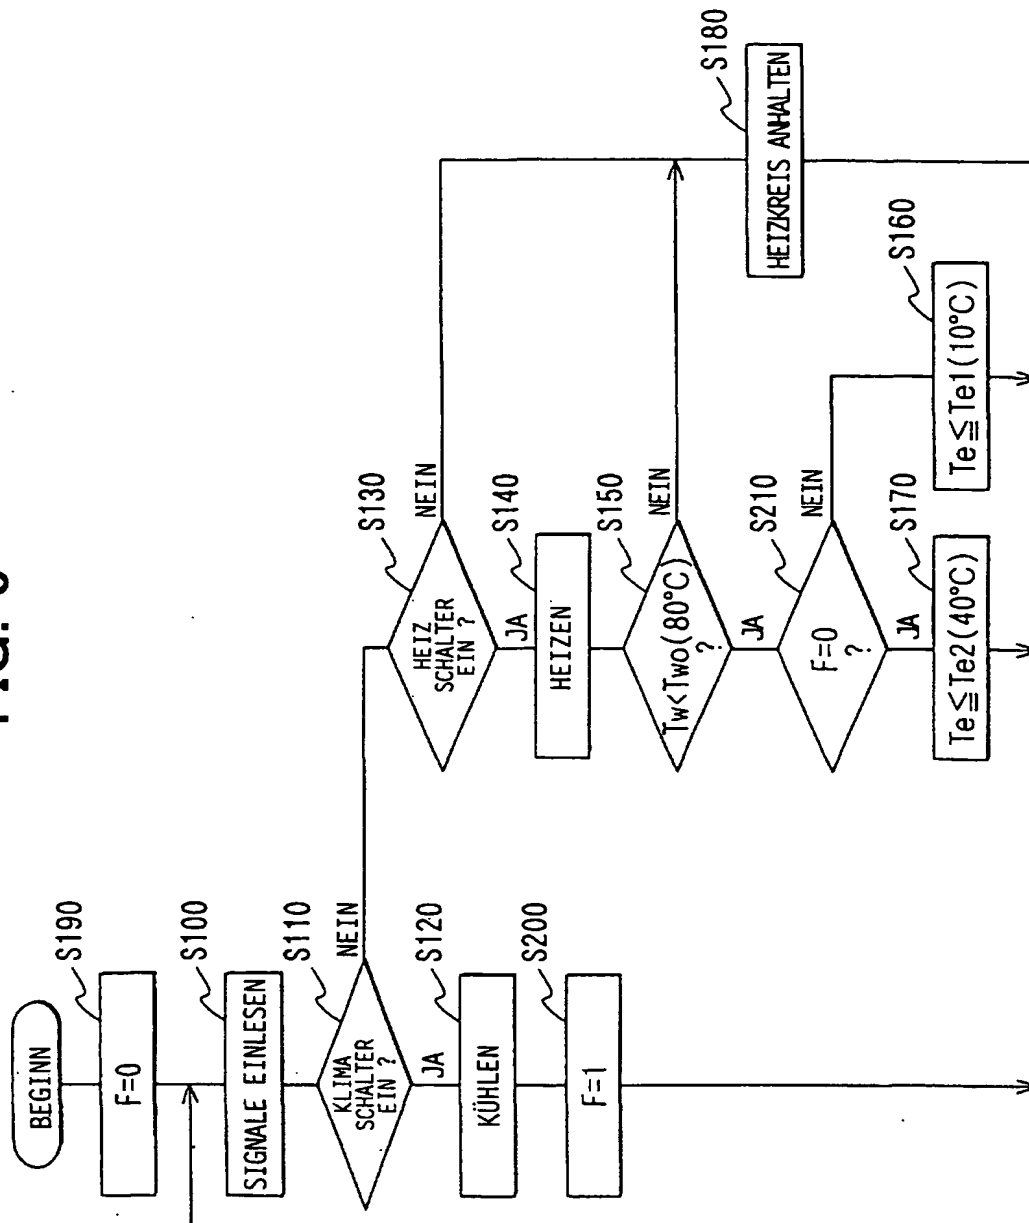 BEGINN
S190
F=0
S100
SIGNALE EINLESEN
S110
KLIMA
SCHALTER
EIN ?
NEIN
JA
S120
KÜHLEN
S200
F=1
S130
HEIZ
SCHALTER
EIN ?
NEIN
JA
S140
HEIZEN
S150
Tw<Two(80°C)
?
NEIN
JA
S210
F=0
?
NEIN
JA
S170
Te≦Te2(40°C)
S160
Te≦Te1(10°C)
S180
HEIZKREIS ANHALTEN